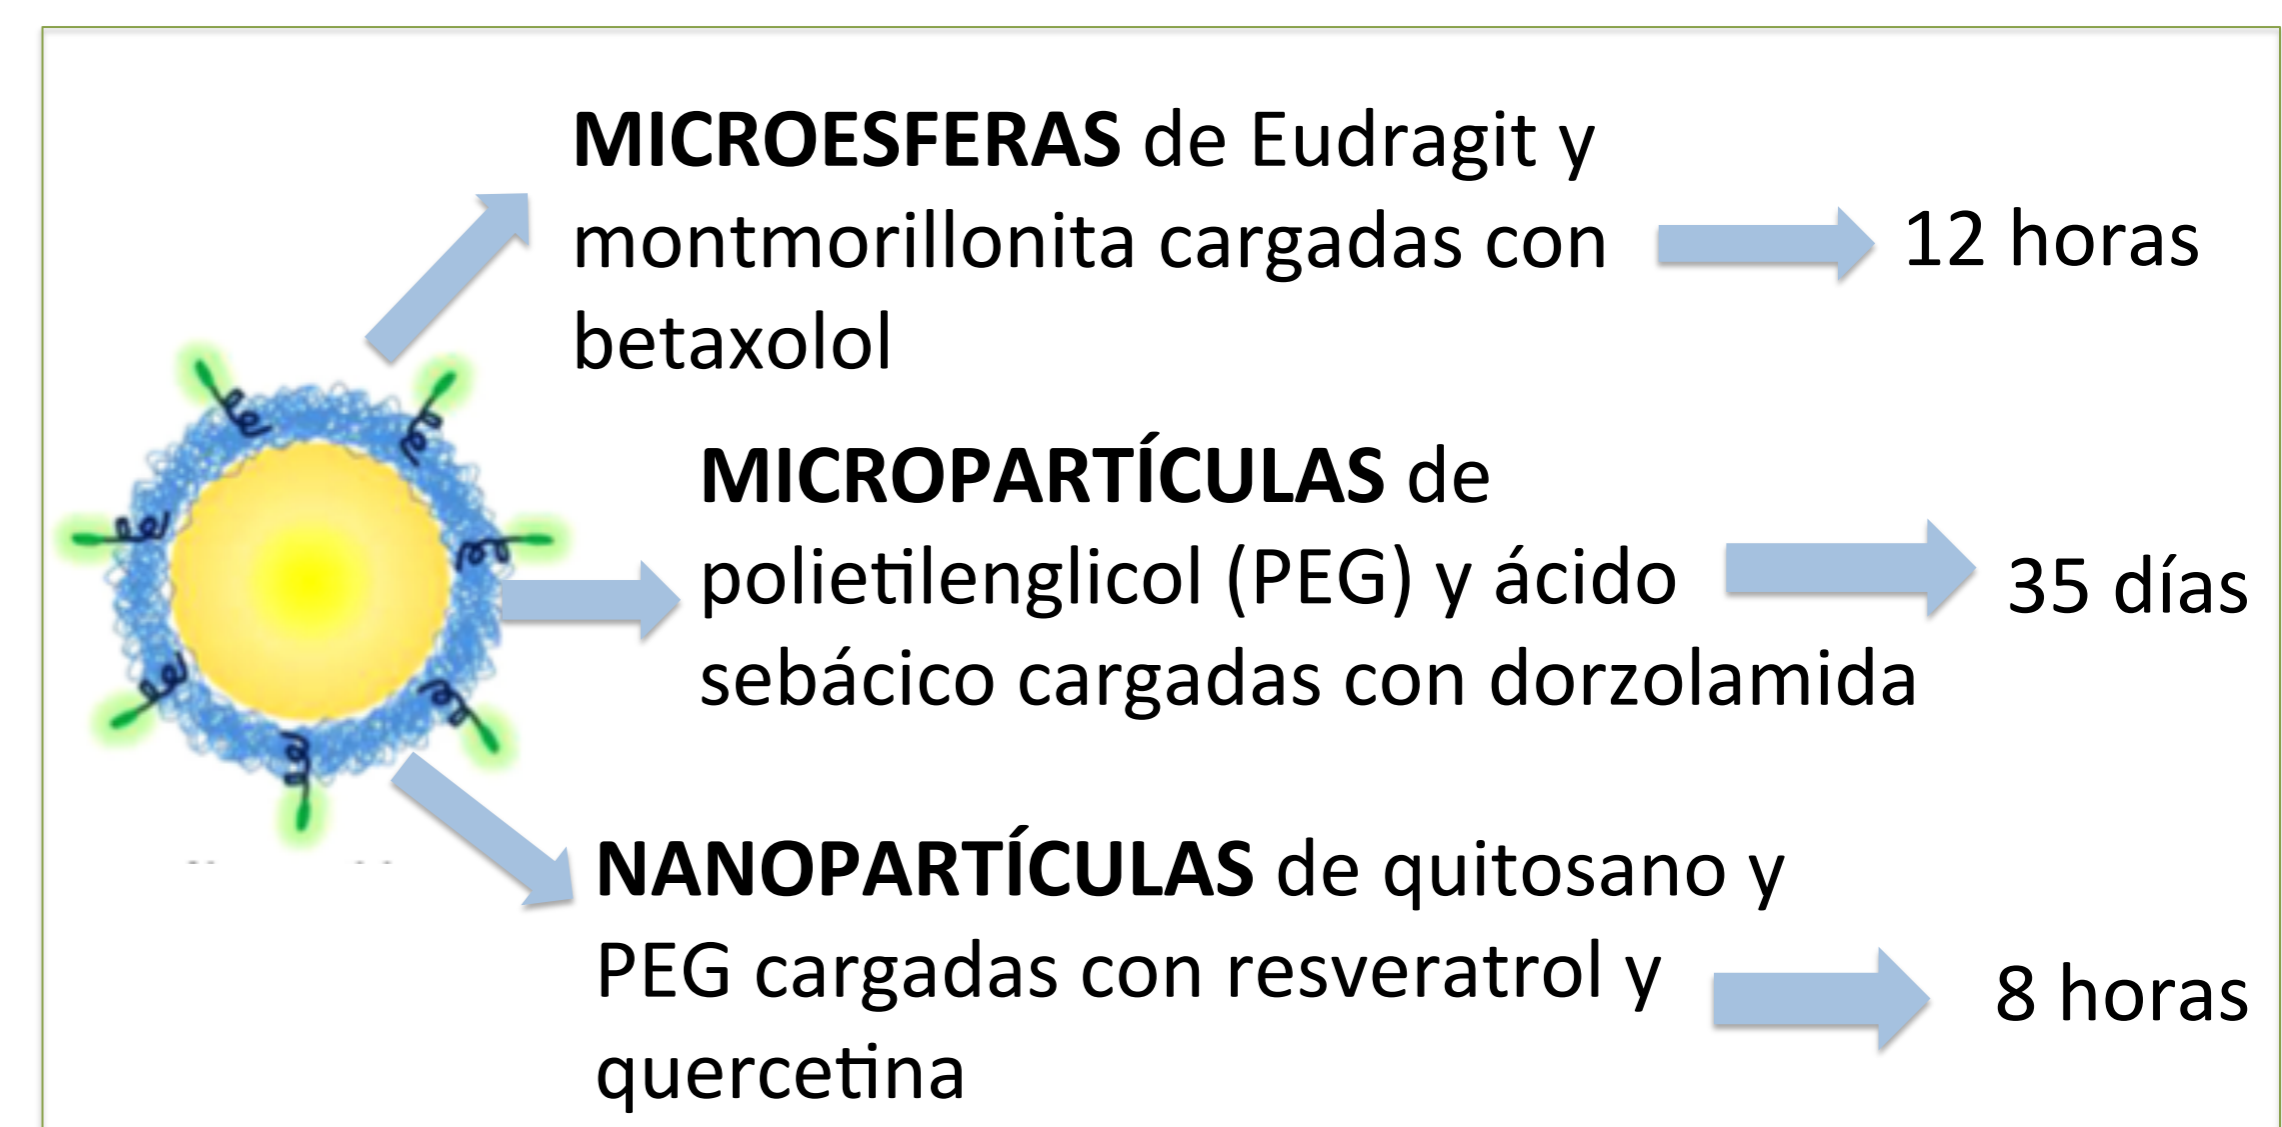 MICROESFERAS de Eudragit y
montmorillonita cargadas con
betaxolol
12 horas
MICROPARTÍCULAS de
polietilenglicol (PEG) y ácido
sebácico cargadas con dorzolamida
35 días
NANOPARTÍCULAS de quitosano y
PEG cargadas con resveratrol y
quercetina
8 horas